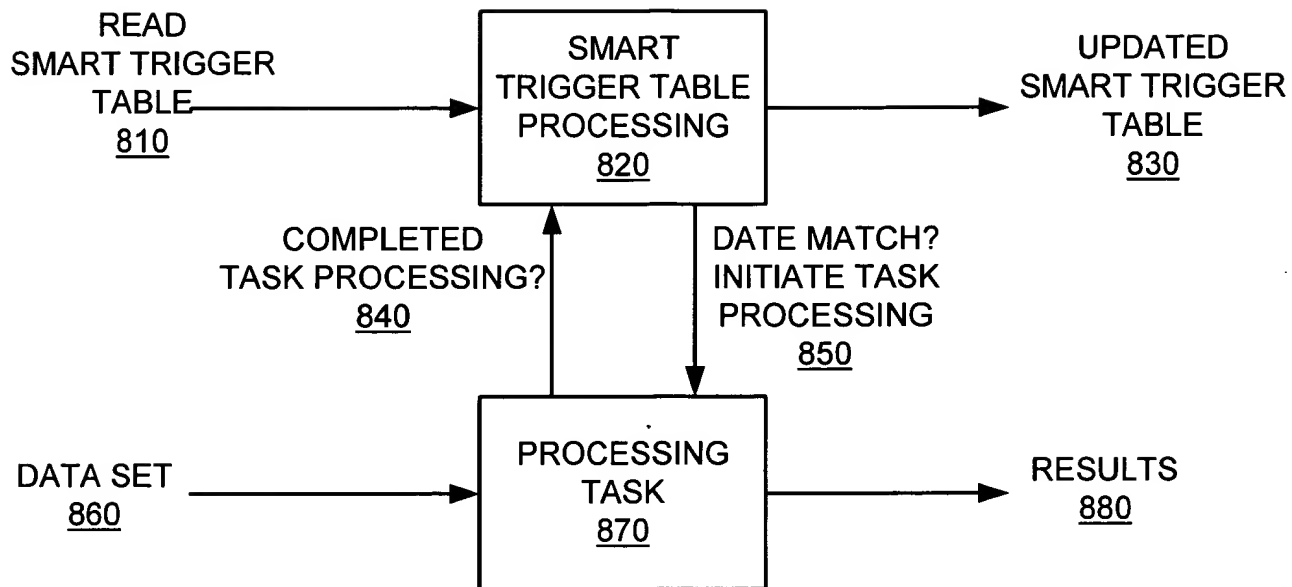 READ
SMART TRIGGER
TABLE
810
SMART
TRIGGER TABLE
PROCESSING
820
UPDATED
SMART TRIGGER
TABLE
830
COMPLETED
TASK PROCESSING?
840
DATE MATCH?
INITIATE TASK
PROCESSING
850
DATA SET
860
PROCESSING
TASK
870
RESULTS
880